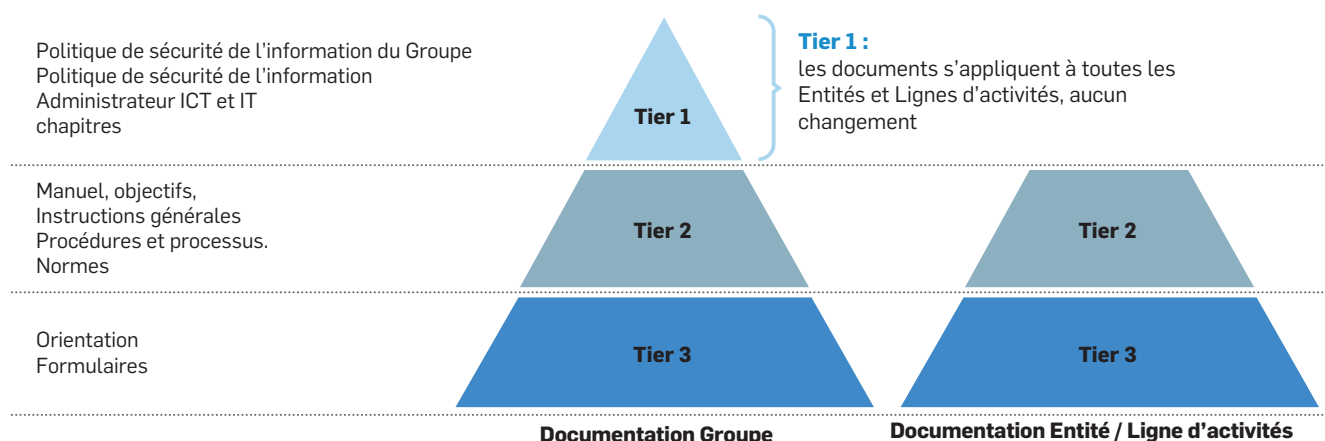 Politique de sécurité de l'information du Groupe
Politique de sécurité de l'information
Administrateur ICT et IT
chapitres
Tier 1
Tier 1 :
les documents s'appliquent à toutes les
Entités et Lignes d'activités, aucun
changement
Manuel, objectifs,
Instructions générales
Procédures et processus.
Normes
Tier 2
Tier 2
Orientation
Formulaires
Tier 3
Tier 3
Documentation Groupe
Documentation Entité / Ligne d'activités